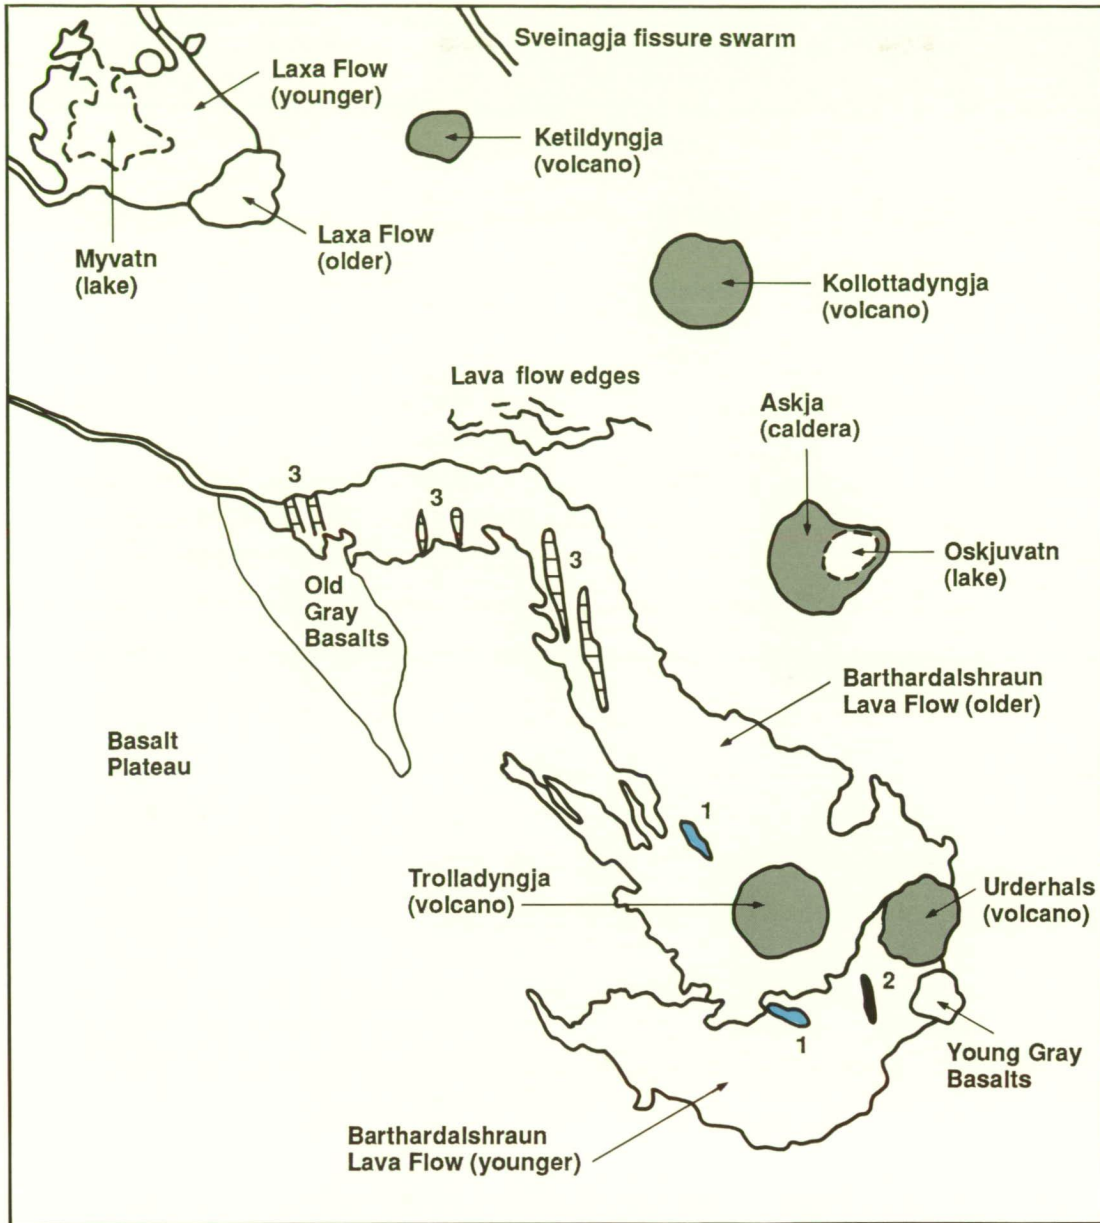 Sveinagja fissure swarm
Laxa Flow
(younger)
Ketildyngja
(volcano)
Laxa Flow
(older)
Myvatn
(lake)
Kollottadyngja
(volcano)
Lava flow edges
Askja
(caldera)
3
3
3
Oskjuvatn
(lake)
Old
Gray
Basalts
Barthardalshraun
Lava Flow (older)
Basalt
Plateau
1
Trolladyngja
(volcano)
Urderhals
(volcano)
2
1
Young Gray
Basalts
Barthardalshraun
Lava Flow (younger)